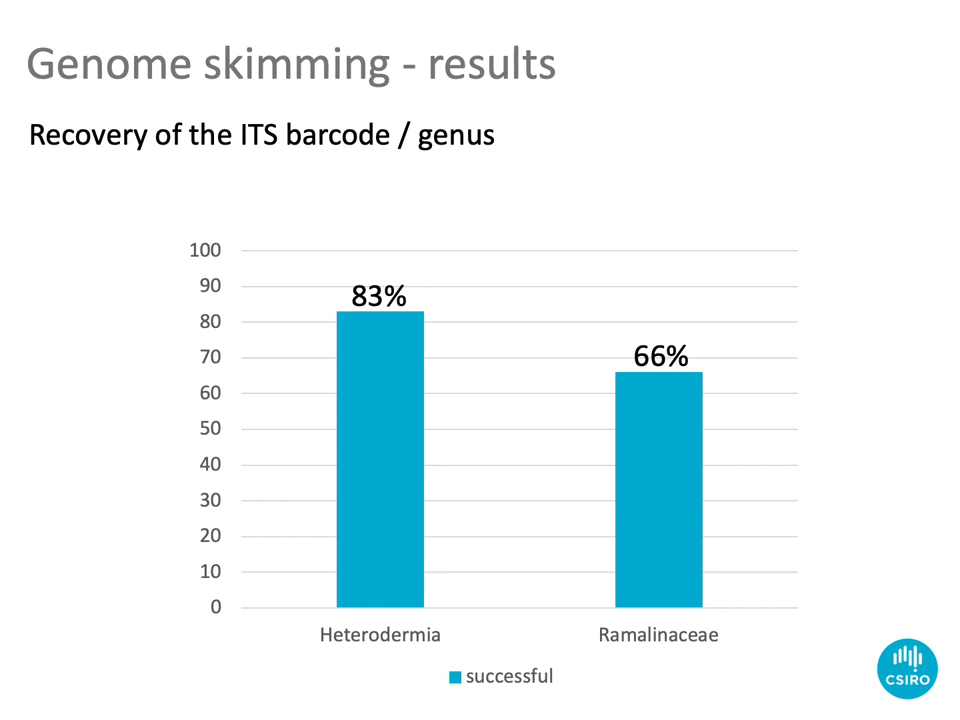 Genome skimming - results
Recovery of the ITS barcode / genus
100
90
80
70
60
50
40
30
20
10
0
83%
66%
Heterodermia
Ramalinaceae
successful
CSIRO